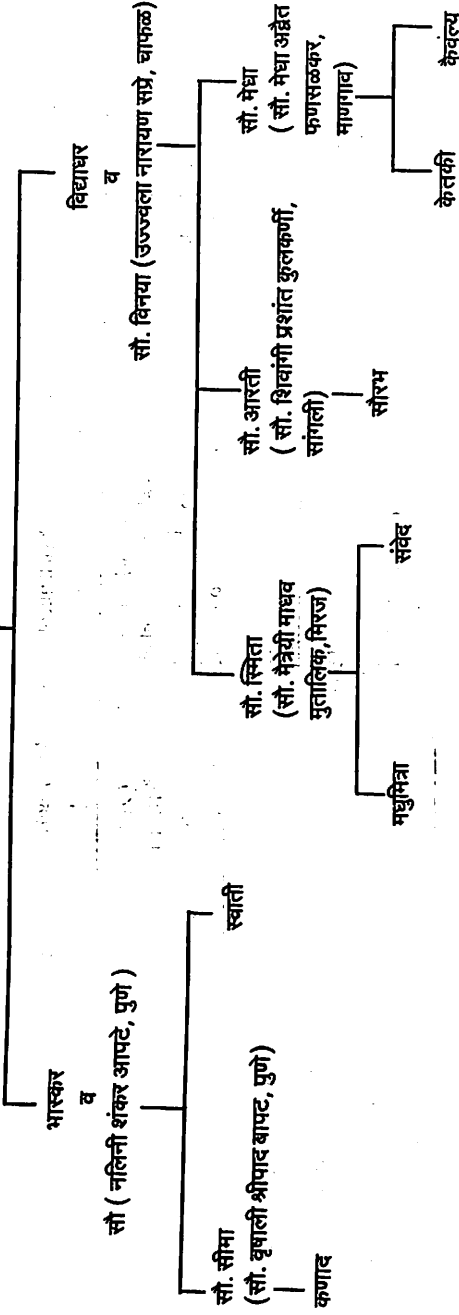 भास्कर
व
सौ ( नलिनी शंकर आपटे, पुणे )
विद्याधर
व
सौ. विनया (उज्ज्वला नारायण सप्रे, चाफळ)
सौ. सीमा
(सौ. वृषाली श्रीपाद बापट, पुणे)
कणाद
स्वाती
सौ. स्मिता
(सौ. मैत्रेयी माधव
मुतालिक,मिरज)
मधुमित्रा
संवेद
सौ. आरती
( सौ. शिवांगी प्रशांत कुलकर्णी,
सांगली)
सौरभ
सौ. मेधा
( सौ. मेधा अद्वैत
फणसळकर,
माणगाव)
केतकी
कैवल्य